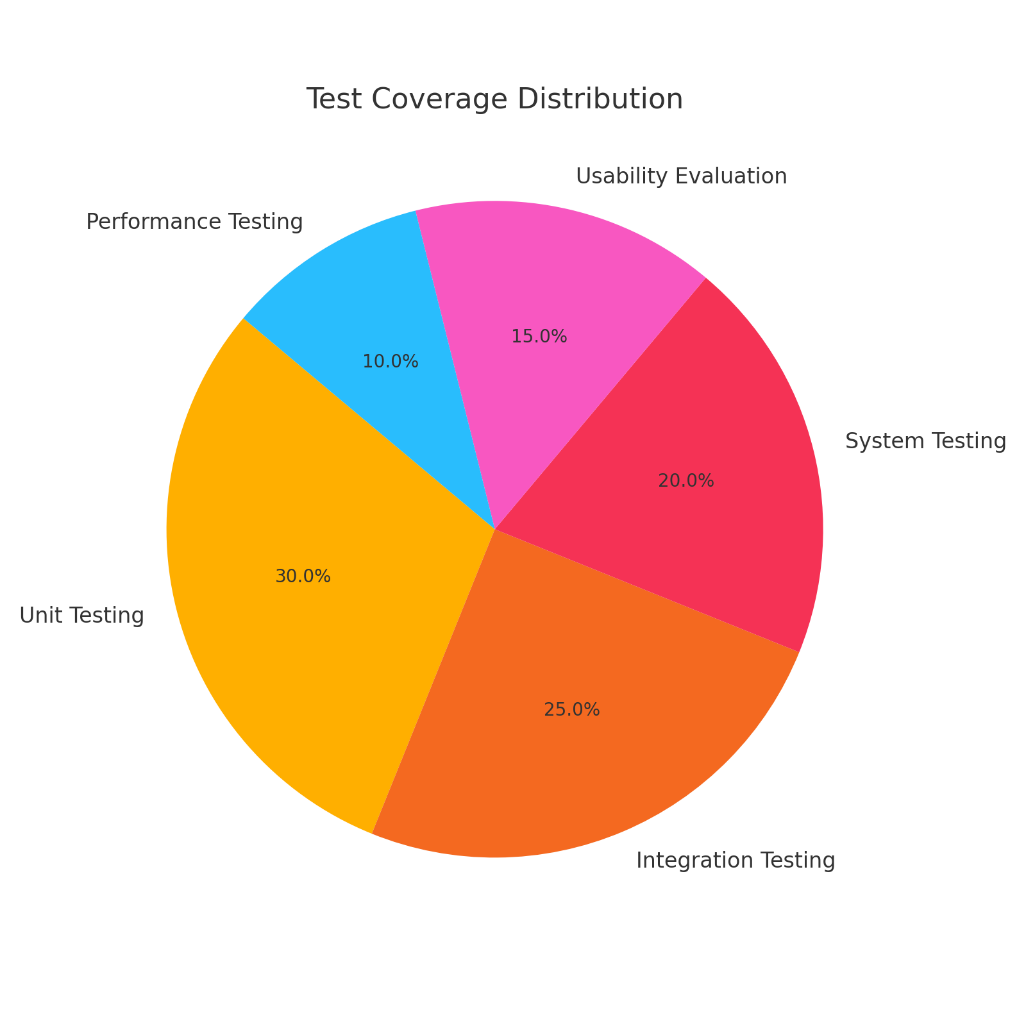 Test Coverage Distribution
Usability Evaluation
Performance Testing
15.0%
10.0%
System Testing
20.0%
30.0%
Unit Testing
25.0%
Integration Testing